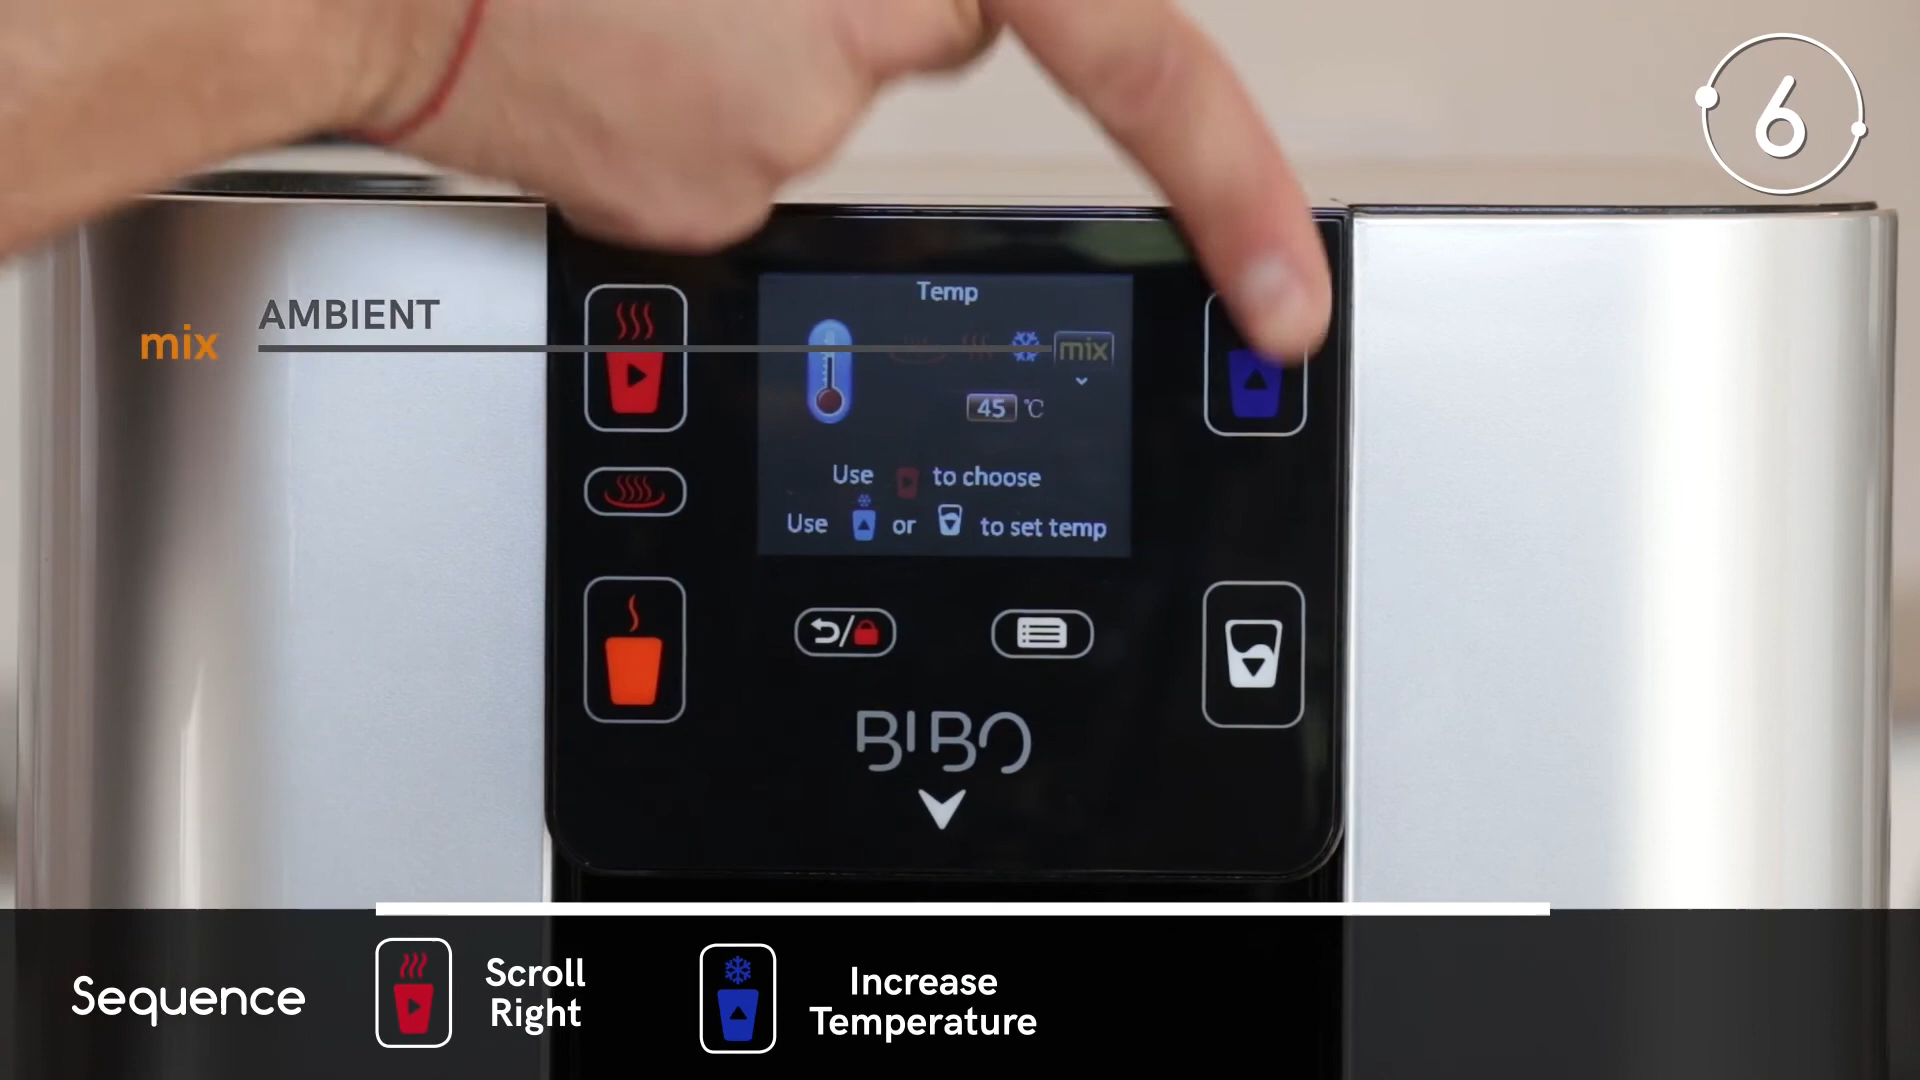 6
AMBIENT
mix
Temp
mix
45 °C
Use to choose
Use or to set temp
BIBO
Sequence
Scroll
Right
Increase
Temperature